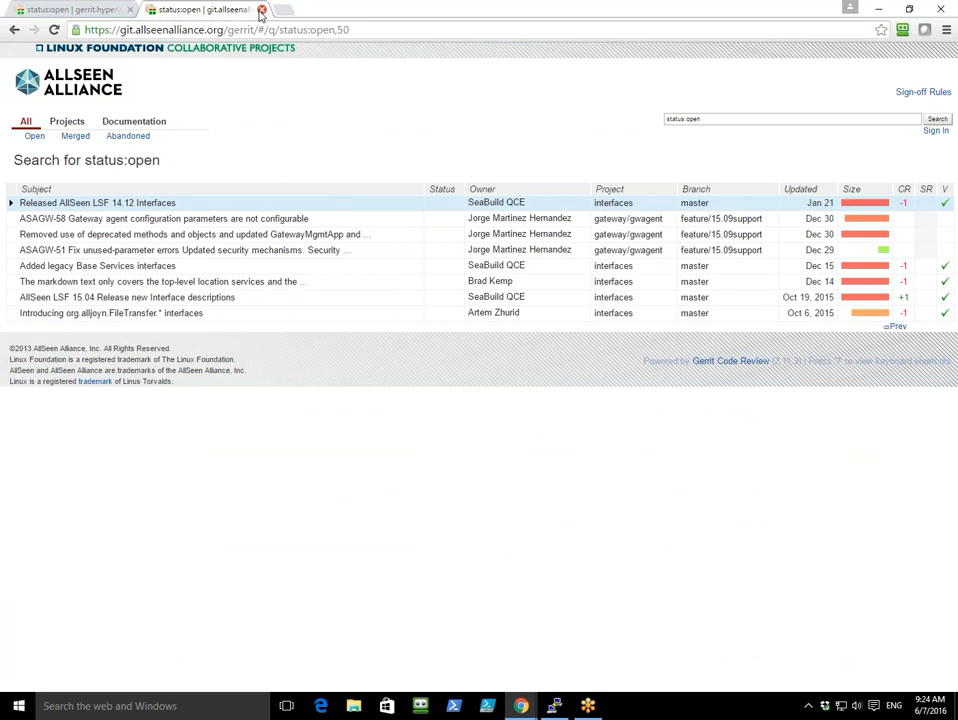 status:open | gerrit.hyperl
status:open | git.allseenalli
https://git.allseenalliance.org/gerrit/#/q/status:open,50
LINUX FOUNDATION COLLABORATIVE PROJECTS
ALLSEEN
ALLIANCE
Sign-off Rules
All Projects Documentation
status:open Search
Open Merged Abandoned
Sign In
Search for status:open
Subject Status Owner Project Branch Updated Size CR SR V
Released AllSeen LSF 14.12 Interfaces SeaBuild QCE interfaces master Jan 21 -1 ✓
ASAGW-58 Gateway agent configuration parameters are not configurable Jorge Martinez Hernandez gateway/gwagent feature/15.09support Dec 30
Removed use of deprecated methods and objects and updated GatewayMgmtApp and ... Jorge Martinez Hernandez gateway/gwagent feature/15.09support Dec 30
ASAGW-51 Fix unused-parameter errors Updated security mechanisms. Security ... Jorge Martinez Hernandez gateway/gwagent feature/15.09support Dec 29
Added legacy Base Services interfaces SeaBuild QCE interfaces master Dec 15 -1 ✓
The markdown text only covers the top-level location services and the ... Brad Kemp interfaces master Dec 14 -1 ✓
AllSeen LSF 15.04 Release new Interface descriptions SeaBuild QCE interfaces master Oct 19, 2015 +1 ✓
Introducing org.alljoyn.FileTransfer.* interfaces Artem Zhurid interfaces master Oct 6, 2015 -1 ✓
⇦Prev
©2013 AllSeen Alliance, Inc. All Rights Reserved.
Linux Foundation is a registered trademark of The Linux Foundation.
AllSeen and AllSeen Alliance are trademarks of the AllSeen Alliance, Inc.
Linux is a registered trademark of Linus Torvalds.
Powered by Gerrit Code Review (2.11.3) | Press '?' to view keyboard shortcuts
Search the web and Windows
ENG
9:24 AM
6/7/2016